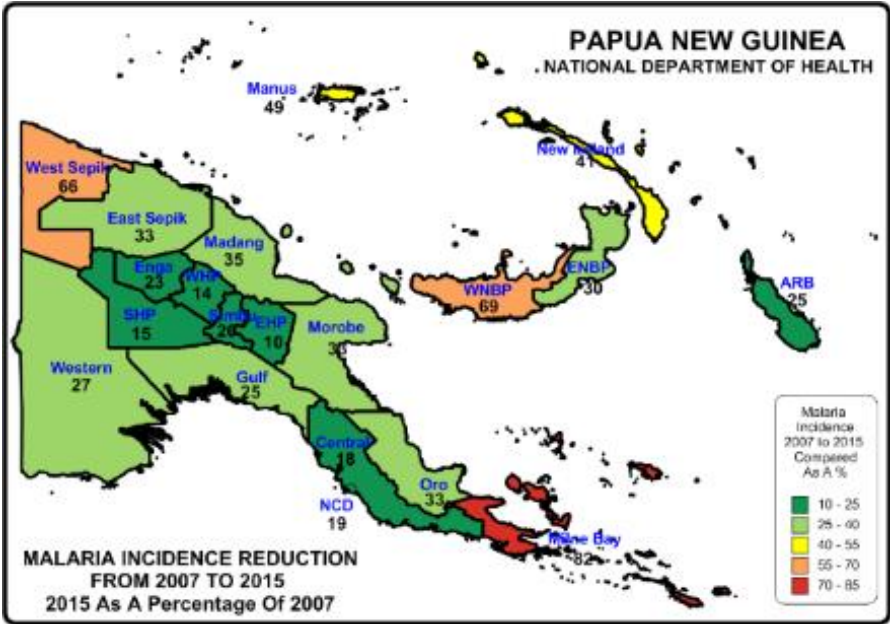 PAPUA NEW GUINEA
NATIONAL DEPARTMENT OF HEALTH
Manus
49
New Ireland
41
West Sepik
66
East Sepik
33
Madang
35
Enga
23
WHP
14
WNBP
69
ENBP
30
ARB
25
SHP
15
Simbu
20
EHP
10
Morobe
Western
27
Gulf
25
Central
18
Oro
33
NCD
19
Milne Bay
82
Malaria
Incidence
2007 to 2015
Compared
As A %
10 - 25
25 - 40
40 - 55
55 - 70
70 - 85
MALARIA INCIDENCE REDUCTION
FROM 2007 TO 2015
2015 As A Percentage Of 2007